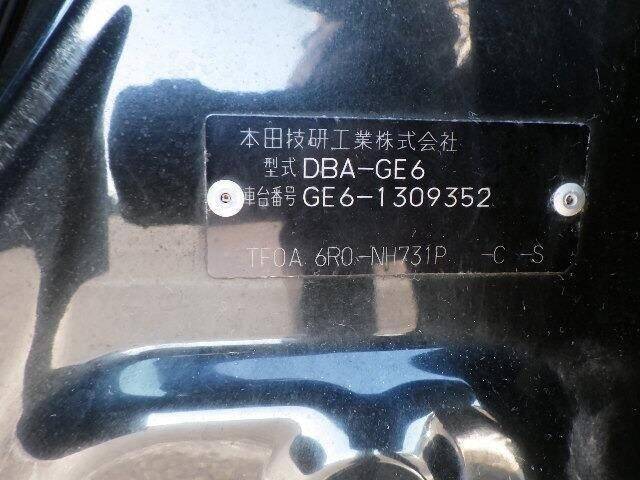 本田技研工業株式会社
型式 DBA-GE6
車台番号 GE6-1309352
TF0A 6R0-NH731P -C -S